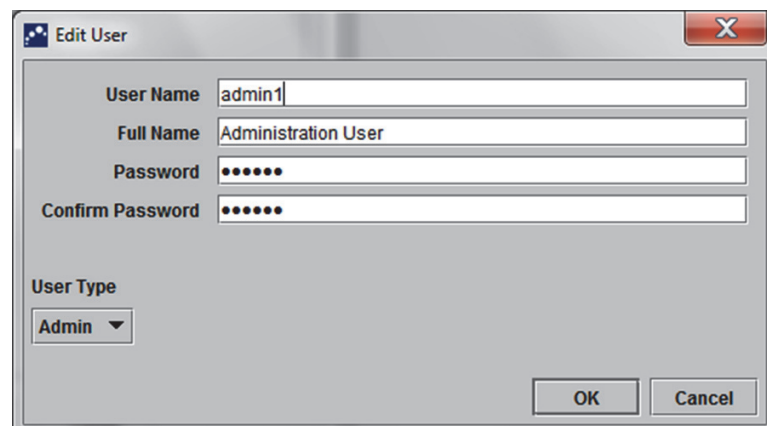 Edit User
User Name admin1
Full Name Administration User
Password ••••••
Confirm Password ••••••
User Type
Admin
OK Cancel